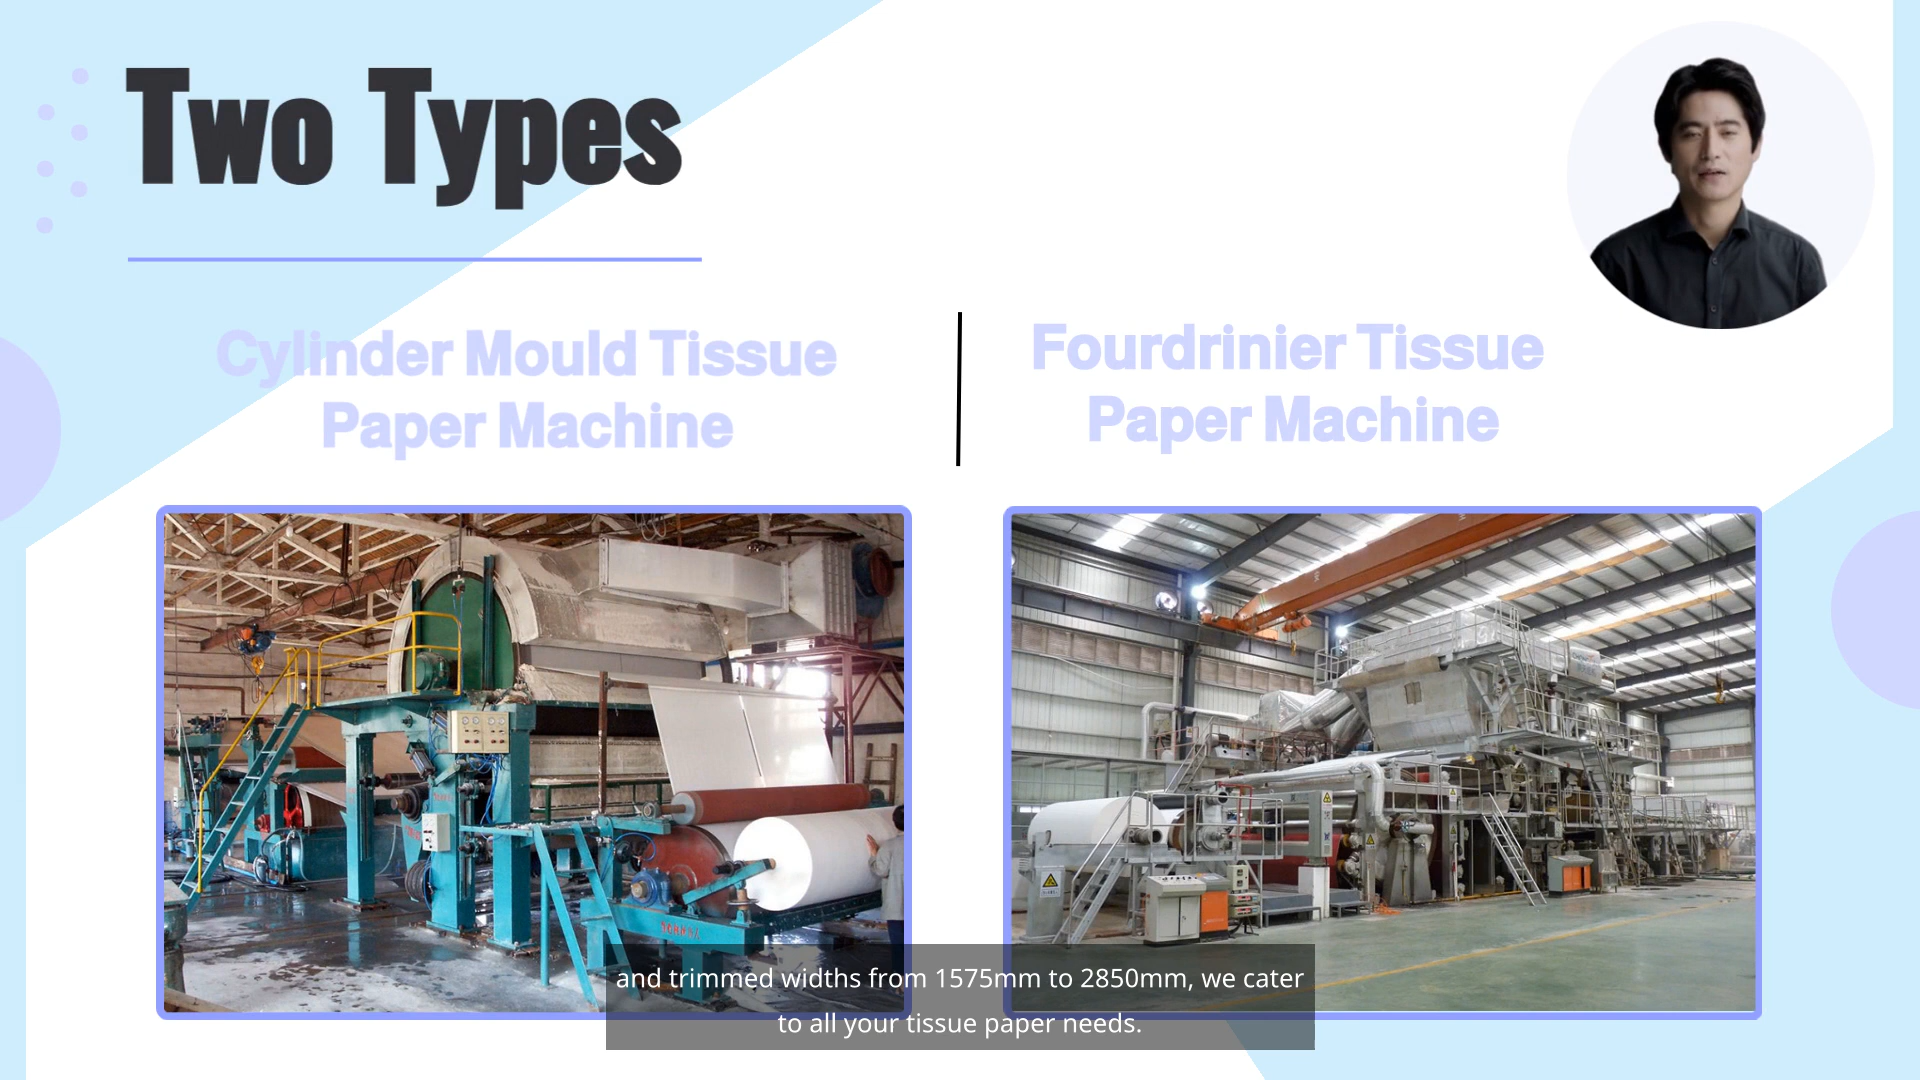 Two Types
Cylinder Mould Tissue
Paper Machine
Fourdrinier Tissue
Paper Machine
and trimmed widths from 1575mm to 2850mm, we cater
to all your tissue paper needs.